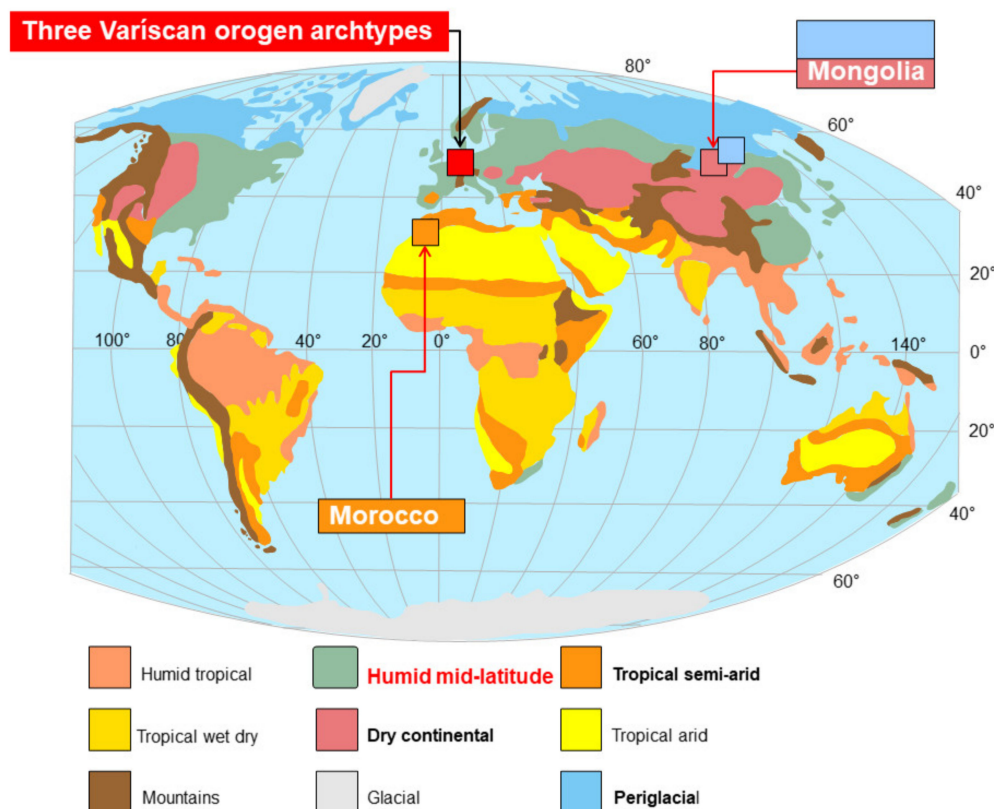 Three Varíscan orogen archtypes
Mongolia
80°
60°
40°
20°
100° 80° 40° 20° 0° 60° 80° 140° 0°
20°
Morocco
40°
60°
Humid tropical Humid mid-latitude Tropical semi-arid
Tropical wet dry Dry continental Tropical arid
Mountains Glacial Periglacial